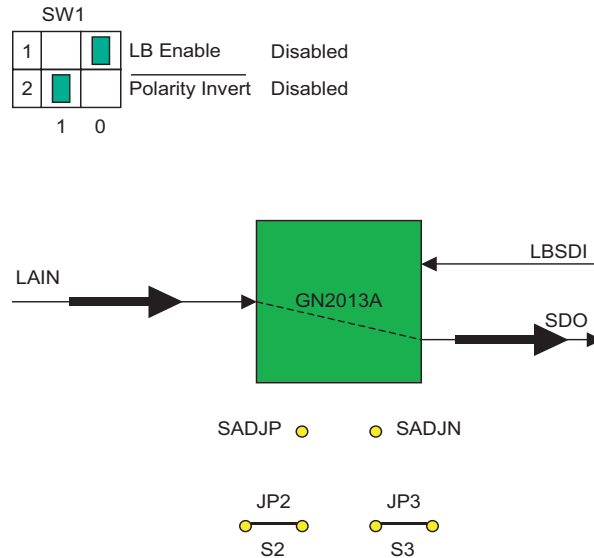 SW1
1 LB Enable Disabled
2 Polarity Invert Disabled
1 0
LBSDI
LAIN
GN2013A
SDO
SADJP SADJN
JP2 JP3
S2 S3